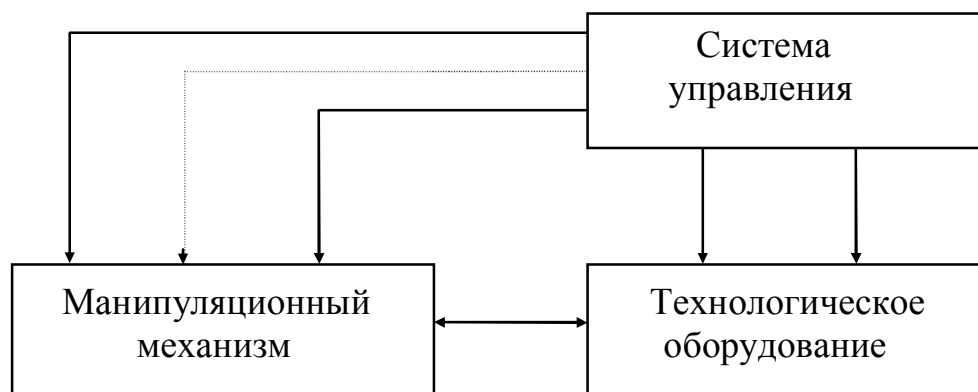 Система
управления
Манипуляционный
механизм
Технологическое
оборудование